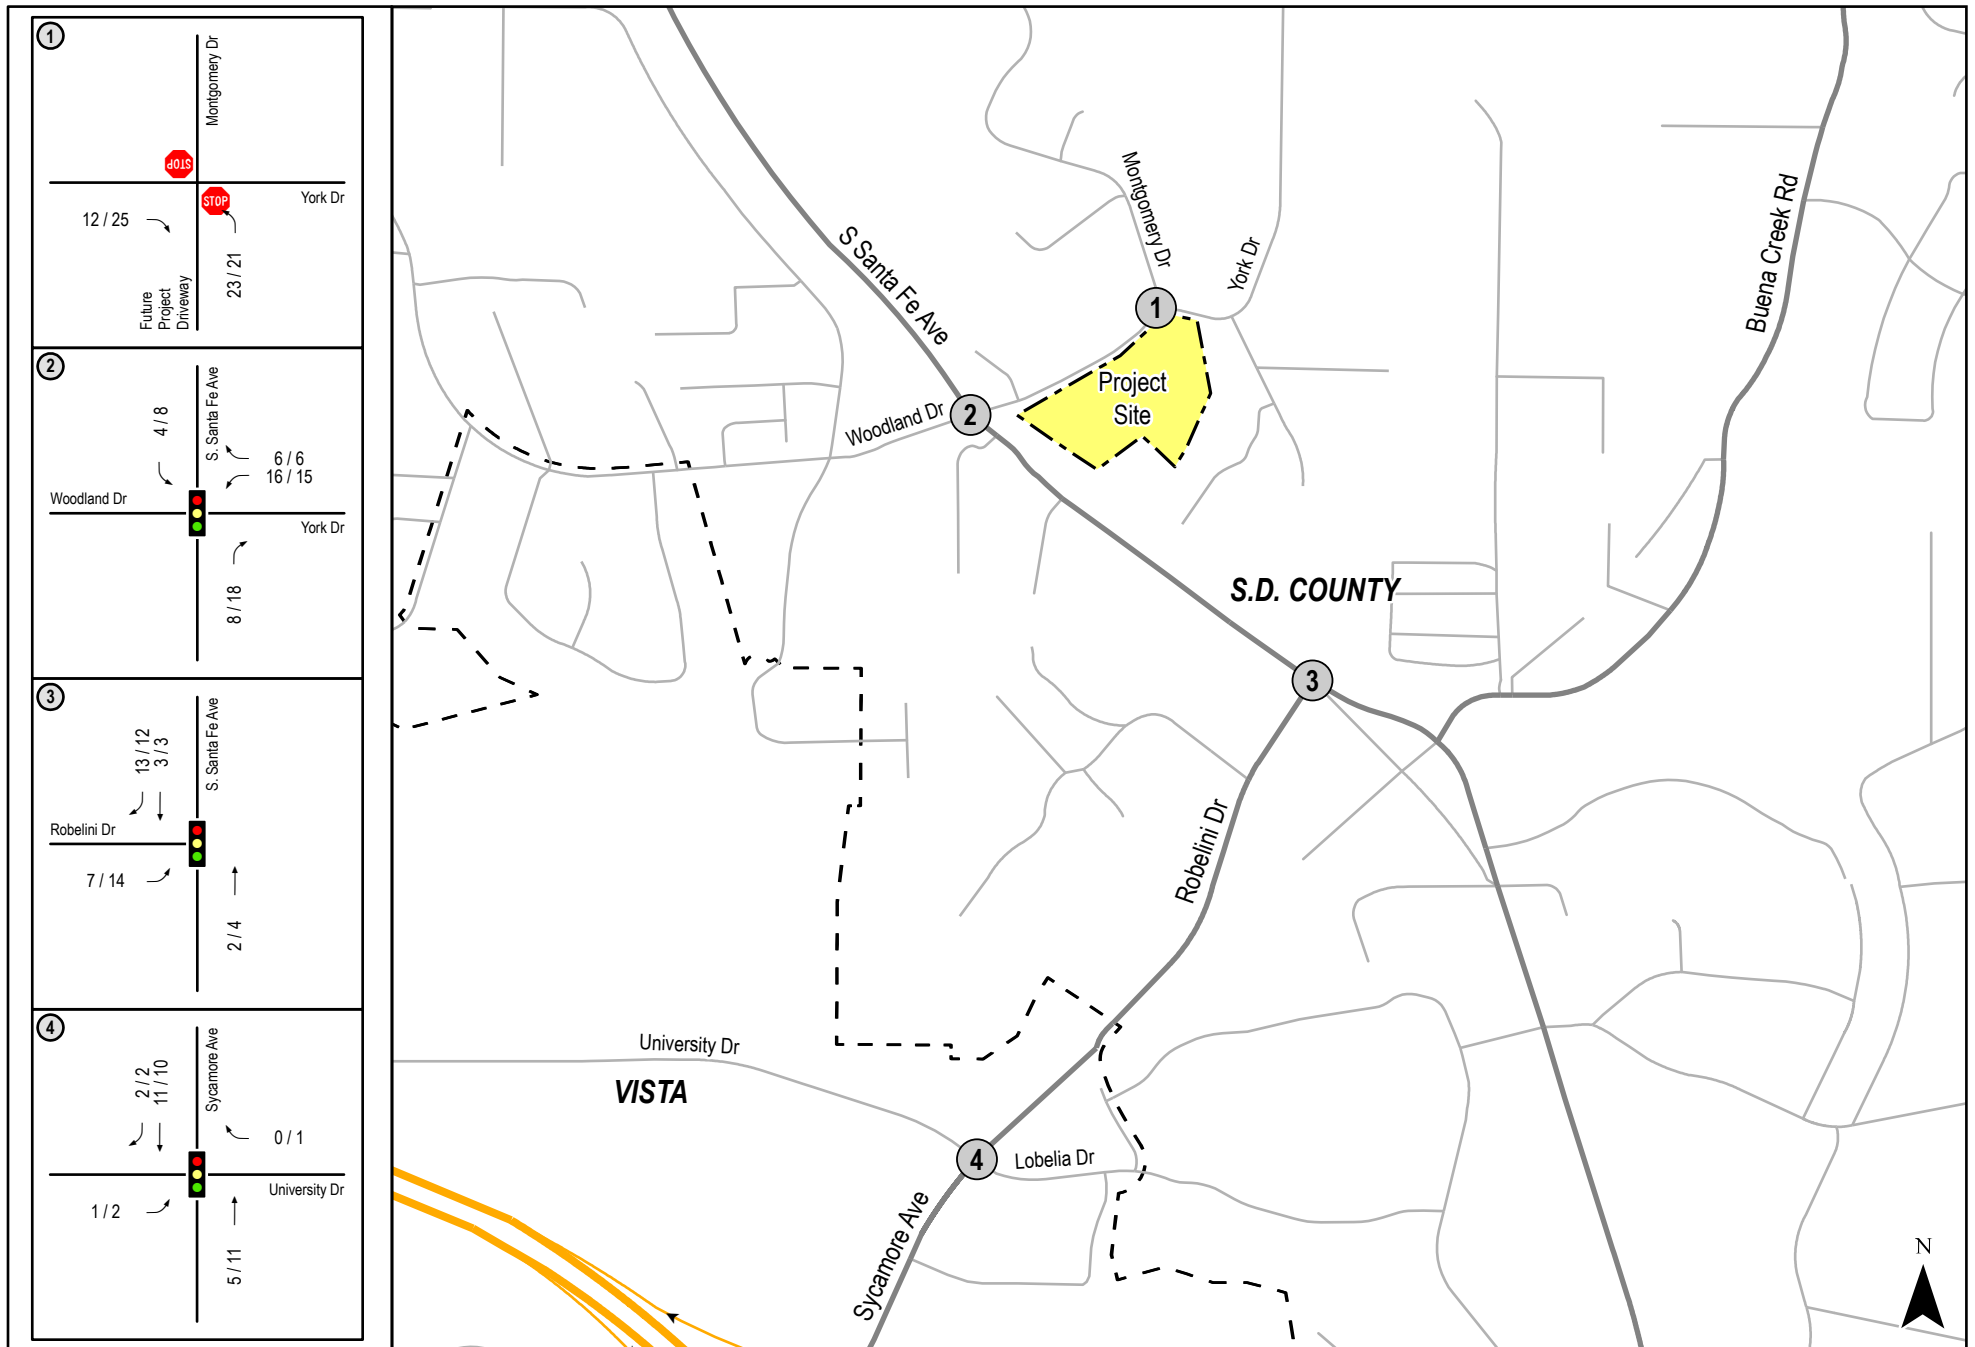 1
Montgomery Dr
STOP
STOP
York Dr
12 / 25
23 / 21
Future
Project
Driveway
2
S. Santa Fe Ave
4 / 8
6 / 6
16 / 15
Woodland Dr
York Dr
8 / 18
3
S. Santa Fe Ave
13 / 12
3 / 3
Robelini Dr
7 / 14
2 / 4
4
Sycamore Ave
2 / 2
11 / 10
0 / 1
University Dr
1 / 2
5 / 11
Montgomery Dr
S Santa Fe Ave
York Dr
Buena Creek Rd
1
Project
Site
2
Woodland Dr
S.D. COUNTY
3
Robelini Dr
University Dr
VISTA
4
Lobelia Dr
Sycamore Ave
N